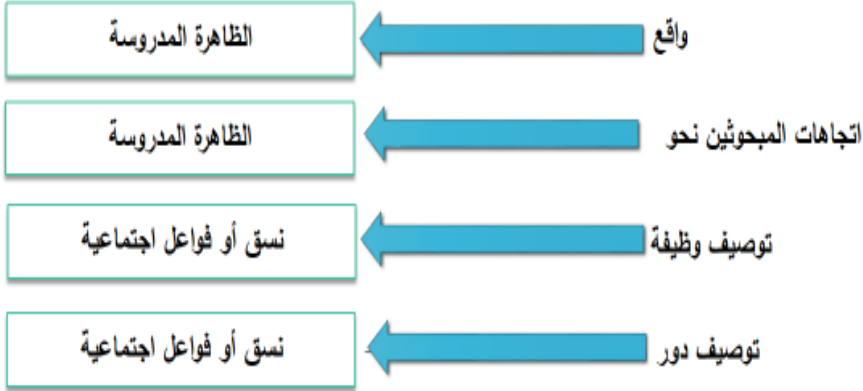 واقع
الظاهرة المدروسة
اتجاهات المبحوثين نحو
الظاهرة المدروسة
توصيف وظيفة
نسق أو فواعل اجتماعية
توصيف دور
نسق أو فواعل اجتماعية